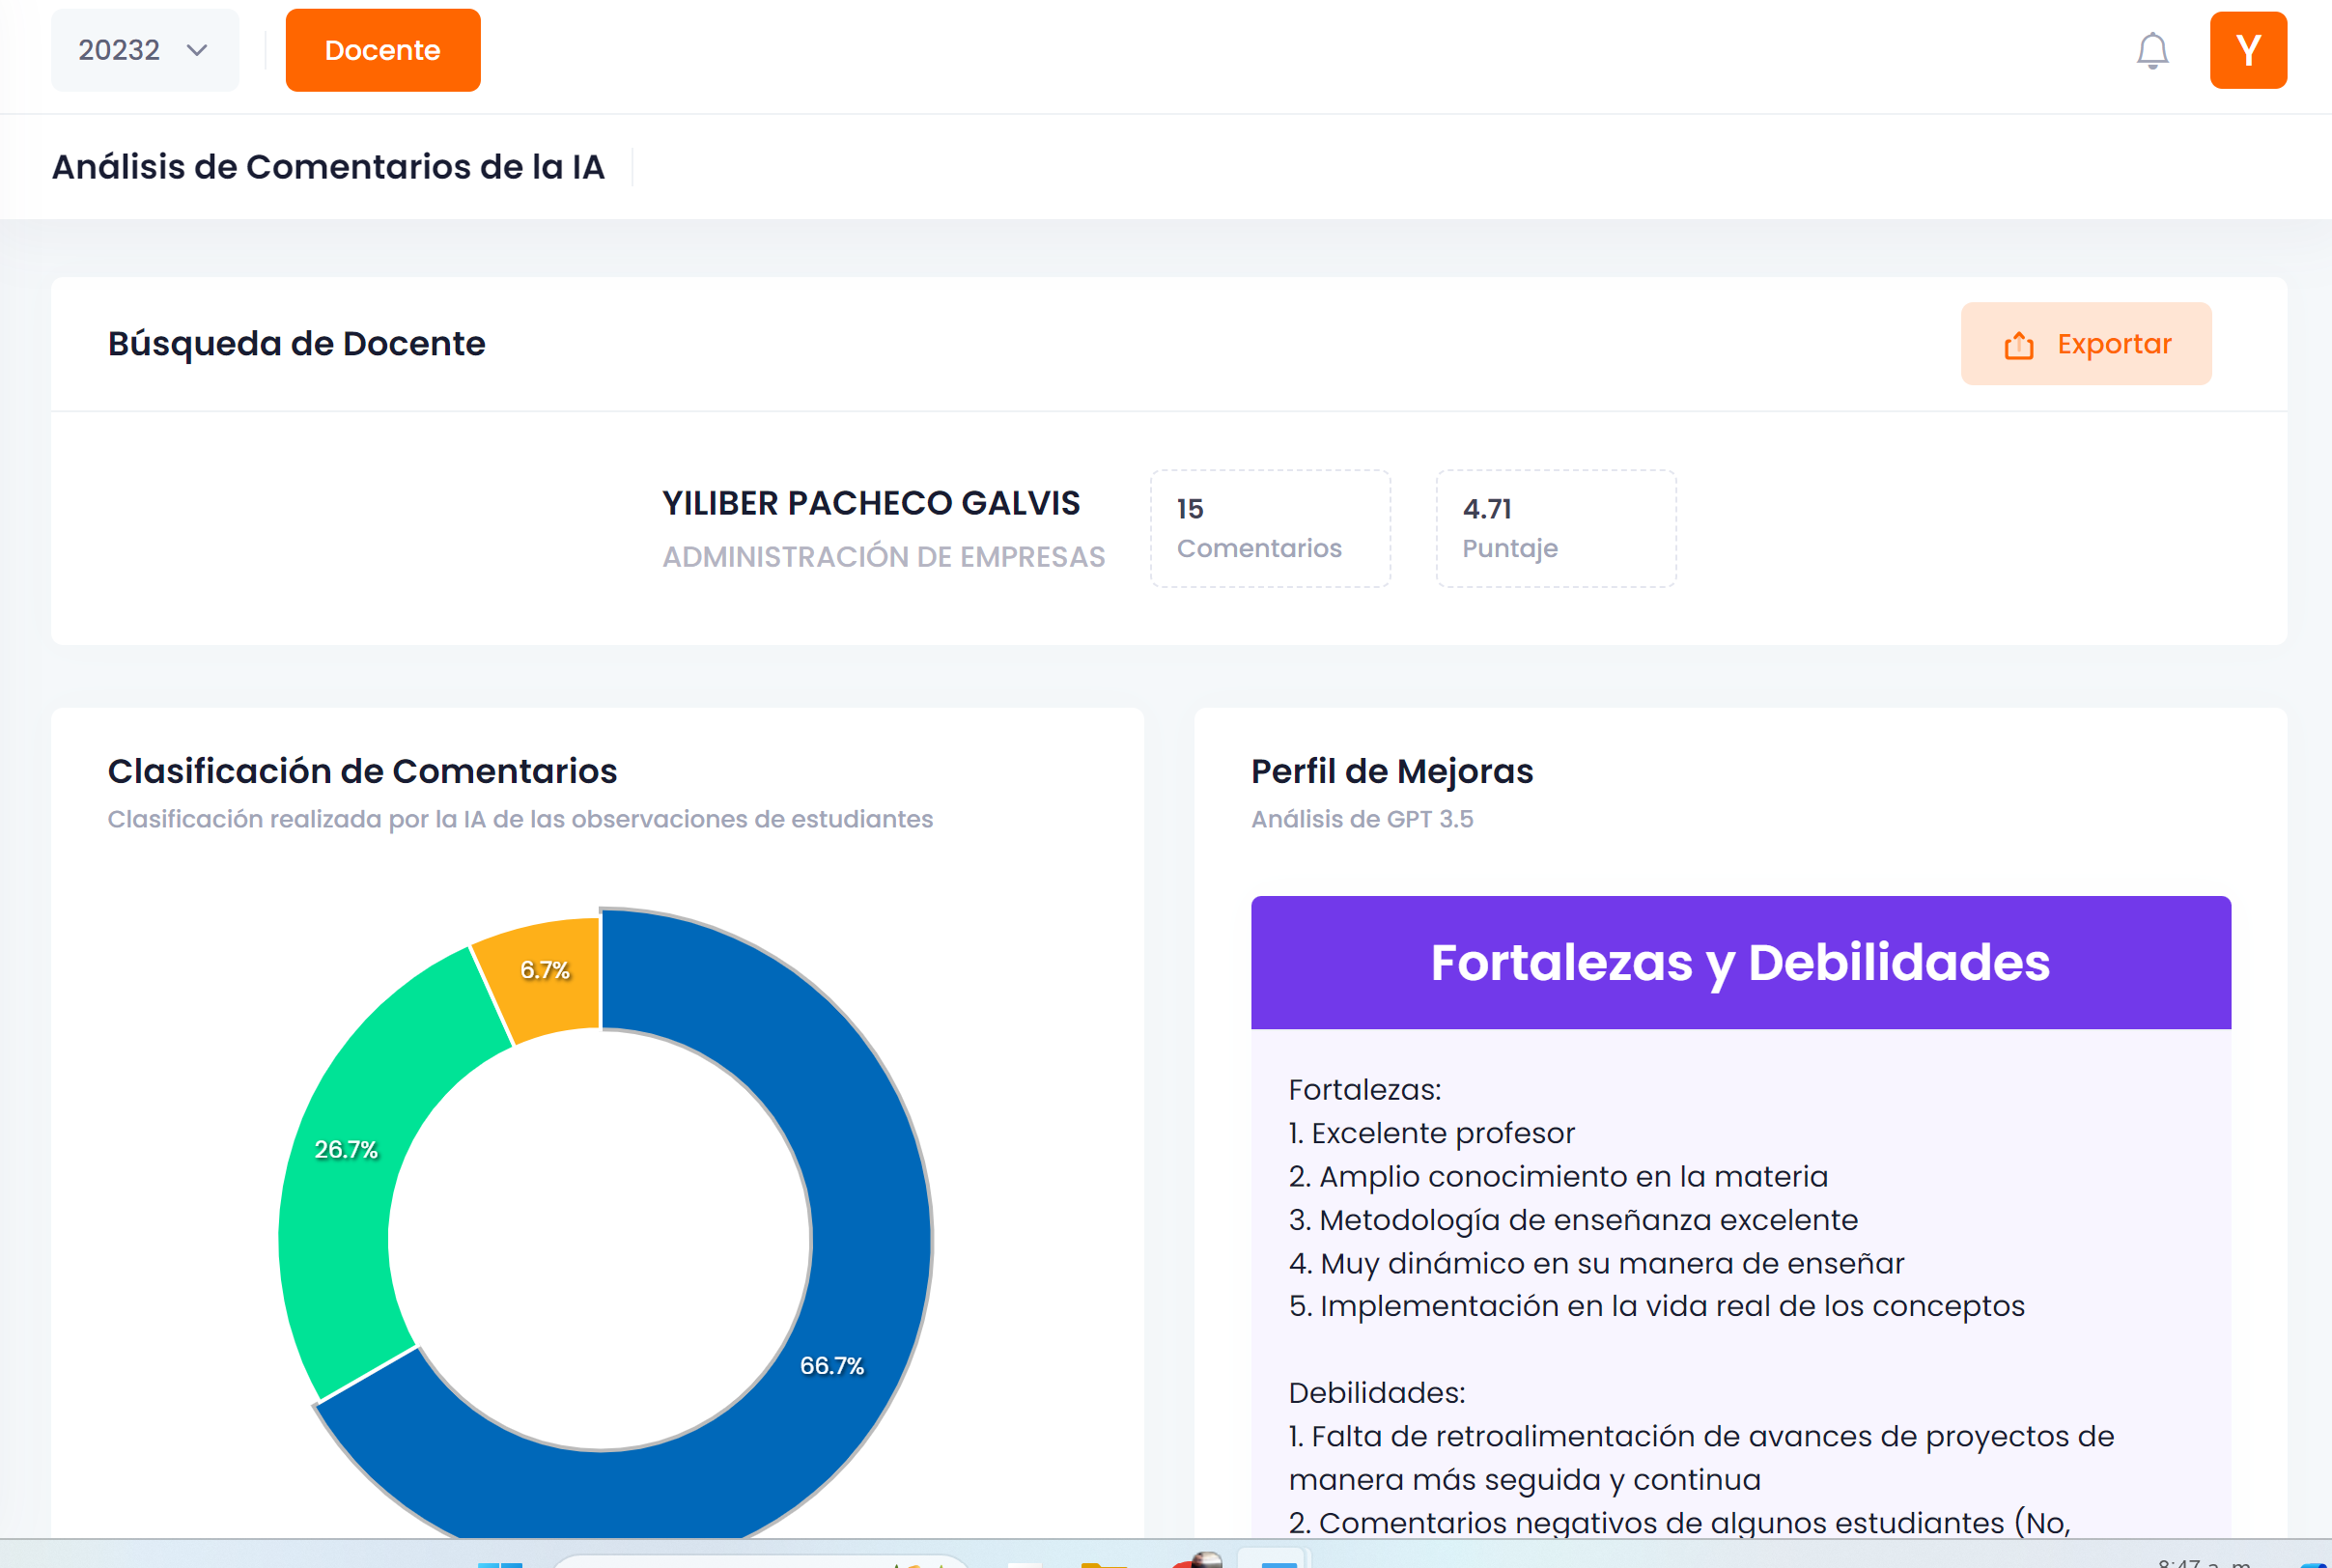 20232
Docente
Y
Análisis de Comentarios de la IA
Búsqueda de Docente
Exportar
YILIBER PACHECO GALVIS
ADMINISTRACIÓN DE EMPRESAS
15
Comentarios
4.71
Puntaje
Clasificación de Comentarios
Clasificación realizada por la IA de las observaciones de estudiantes
6.7%
26.7%
66.7%
Perfil de Mejoras
Análisis de GPT 3.5
Fortalezas y Debilidades
Fortalezas:
1. Excelente profesor
2. Amplio conocimiento en la materia
3. Metodología de enseñanza excelente
4. Muy dinámico en su manera de enseñar
5. Implementación en la vida real de los conceptos
Debilidades:
1. Falta de retroalimentación de avances de proyectos de
manera más seguida y continua
2. Comentarios negativos de algunos estudiantes (No,
8:47 a. m.